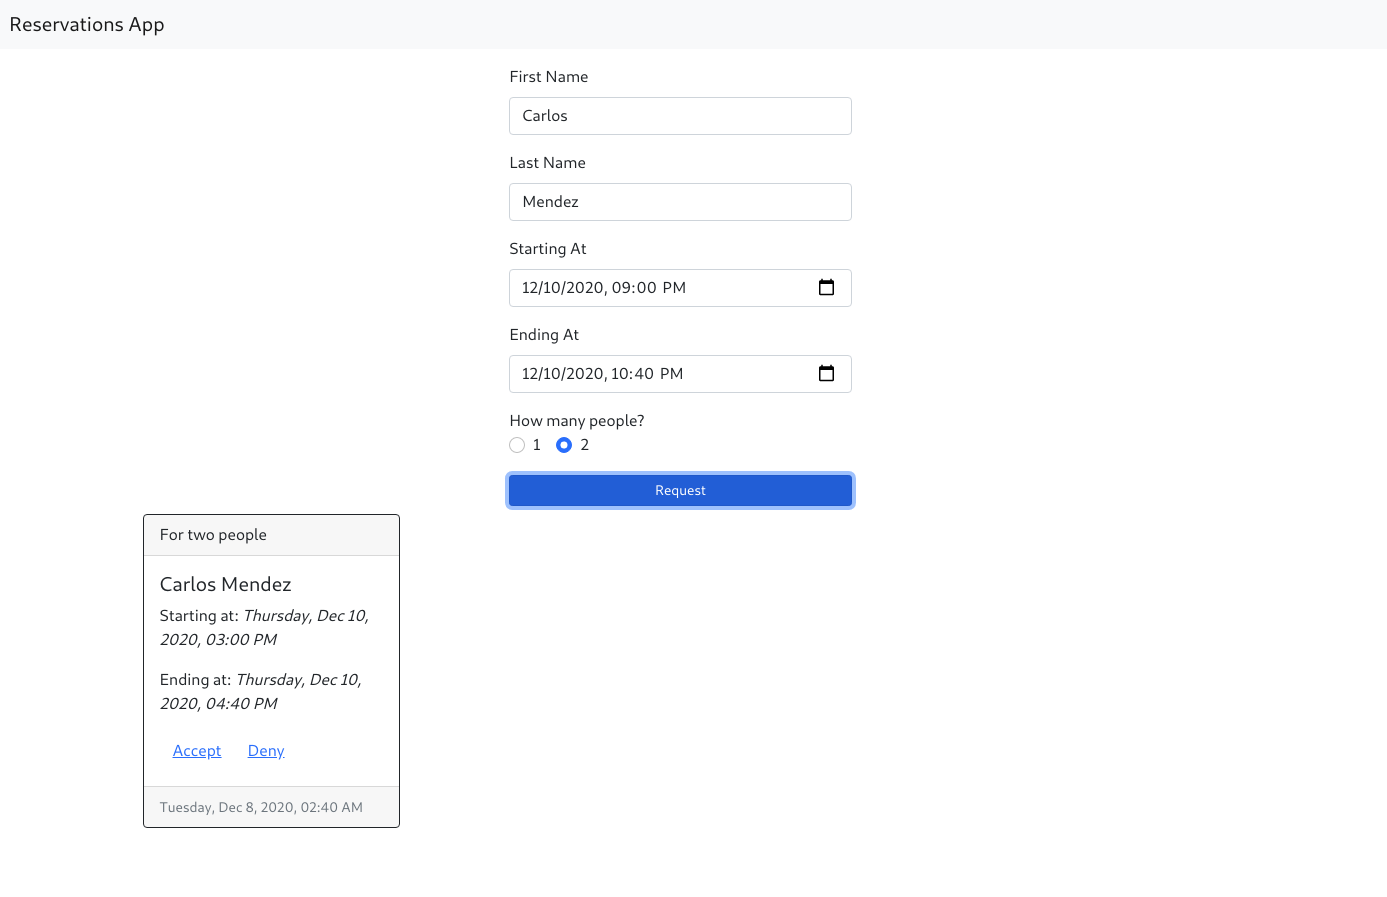 Reservations App
First Name
Carlos
Last Name
Mendez
Starting At
12/10/2020, 09:00 PM
Ending At
12/10/2020, 10:40 PM
How many people?
1 2
Request
For two people
Carlos Mendez
Starting at: Thursday, Dec 10,
2020, 03:00 PM
Ending at: Thursday, Dec 10,
2020, 04:40 PM
Accept Deny
Tuesday, Dec 8, 2020, 02:40 AM